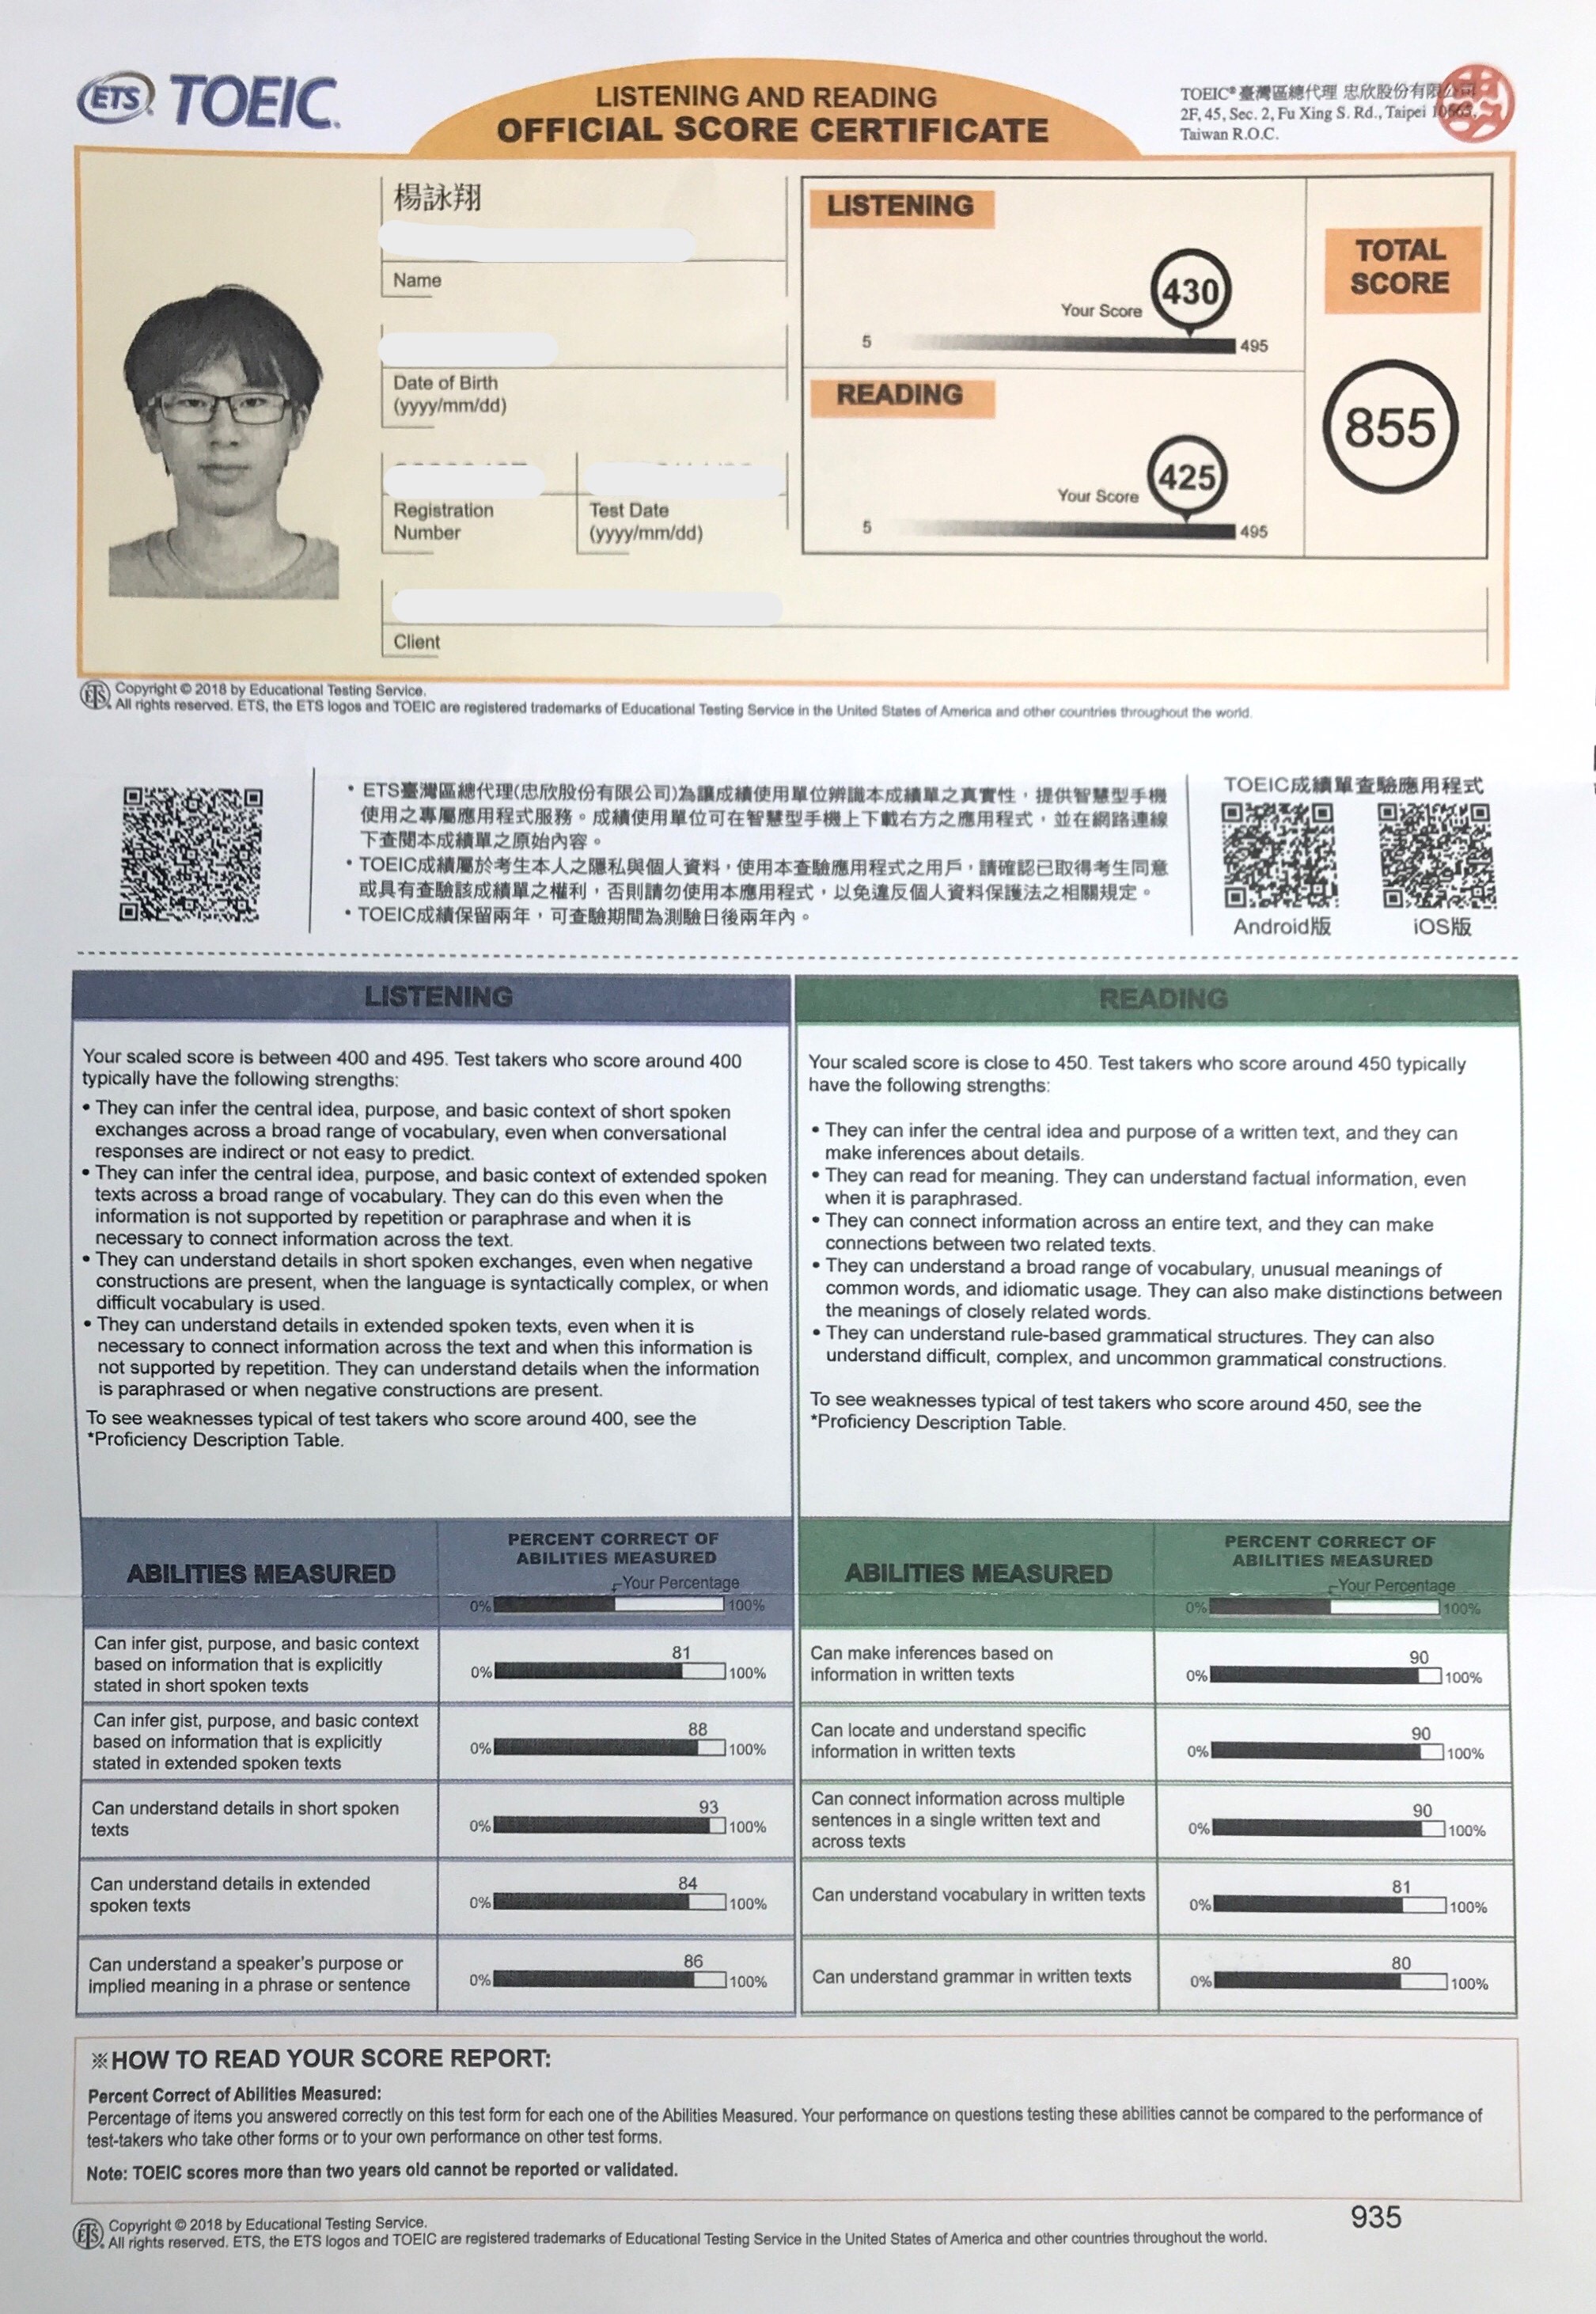 ETS TOEIC
LISTENING AND READING
OFFICIAL SCORE CERTIFICATE
TOEIC® 臺灣區總代理 忠欣股份有限公司
2F, 45, Sec. 2, Fu Xing S. Rd., Taipei
Taiwan R.O.C.
楊詠翔
Name
Date of Birth
(yyyy/mm/dd)
Registration
Number
Test Date
(yyyy/mm/dd)
Client
LISTENING
Your Score
430
5
495
READING
Your Score
425
5
495
TOTAL
SCORE
855
Copyright © 2018 by Educational Testing Service.
All rights reserved. ETS, the ETS logos and TOEIC are registered trademarks of Educational Testing Service in the United States of America and other countries throughout the world.
• ETS臺灣區總代理(忠欣股份有限公司)為讓成績使用單位辨識本成績單之真實性，提供智慧型手機
使用之專屬應用程式服務。成績使用單位可在智慧型手機上下載右方之應用程式，並在網路連線
下查閱本成績單之原始內容。
• TOEIC成績屬於考生本人之隱私與個人資料，使用本查驗應用程式之用戶，請確認已取得考生同意
或具有查驗該成績單之權利，否則請勿使用本應用程式，以免違反個人資料保護法之相關規定。
• TOEIC成績保留兩年，可查驗期間為測驗日後兩年內。
TOEIC成績單查驗應用程式
Android版
iOS版
LISTENING
Your scaled score is between 400 and 495. Test takers who score around 400
typically have the following strengths:
• They can infer the central idea, purpose, and basic context of short spoken
exchanges across a broad range of vocabulary, even when conversational
responses are indirect or not easy to predict.
• They can infer the central idea, purpose, and basic context of extended spoken
texts across a broad range of vocabulary. They can do this even when the
information is not supported by repetition or paraphrase and when it is
necessary to connect information across the text.
• They can understand details in short spoken exchanges, even when negative
constructions are present, when the language is syntactically complex, or when
difficult vocabulary is used.
• They can understand details in extended spoken texts, even when it is
necessary to connect information across the text and when this information is
not supported by repetition. They can understand details when the information
is paraphrased or when negative constructions are present.
To see weaknesses typical of test takers who score around 400, see the
*Proficiency Description Table.
READING
Your scaled score is close to 450. Test takers who score around 450 typically
have the following strengths:
• They can infer the central idea and purpose of a written text, and they can
make inferences about details.
• They can read for meaning. They can understand factual information, even
when it is paraphrased.
• They can connect information across an entire text, and they can make
connections between two related texts.
• They can understand a broad range of vocabulary, unusual meanings of
common words, and idiomatic usage. They can also make distinctions between
the meanings of closely related words.
• They can understand rule-based grammatical structures. They can also
understand difficult, complex, and uncommon grammatical constructions.
To see weaknesses typical of test takers who score around 450, see the
*Proficiency Description Table.
ABILITIES MEASURED
PERCENT CORRECT OF
ABILITIES MEASURED
Your Percentage
0% 100%
Can infer gist, purpose, and basic context
based on information that is explicitly
stated in short spoken texts
81
0% 100%
Can infer gist, purpose, and basic context
based on information that is explicitly
stated in extended spoken texts
88
0% 100%
Can understand details in short spoken
texts
93
0% 100%
Can understand details in extended
spoken texts
84
0% 100%
Can understand a speaker's purpose or
implied meaning in a phrase or sentence
86
0% 100%
ABILITIES MEASURED
PERCENT CORRECT OF
ABILITIES MEASURED
Your Percentage
0% 100%
Can make inferences based on
information in written texts
90
0% 100%
Can locate and understand specific
information in written texts
90
0% 100%
Can connect information across multiple
sentences in a single written text and
across texts
90
0% 100%
Can understand vocabulary in written texts
81
0% 100%
Can understand grammar in written texts
80
0% 100%
※HOW TO READ YOUR SCORE REPORT:
Percent Correct of Abilities Measured:
Percentage of items you answered correctly on this test form for each one of the Abilities Measured. Your performance on questions testing these abilities cannot be compared to the performance of
test-takers who take other forms or to your own performance on other test forms.
Note: TOEIC scores more than two years old cannot be reported or validated.
935
Copyright © 2018 by Educational Testing Service.
All rights reserved. ETS, the ETS logos and TOEIC are registered trademarks of Educational Testing Service in the United States of America and other countries throughout the world.